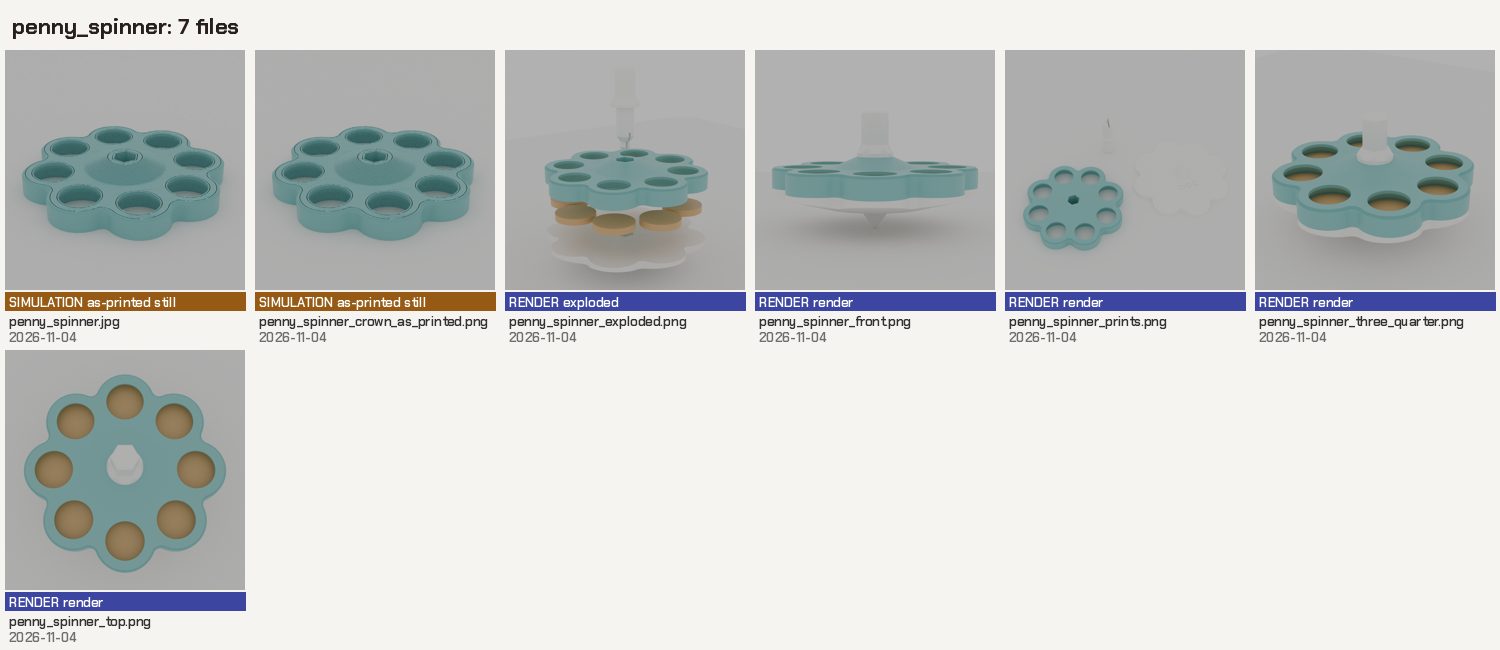 penny_spinner: 7 files
SIMULATION as-printed still
penny_spinner.jpg
2026-11-04
SIMULATION as-printed still
penny_spinner_crown_as_printed.png
2026-11-04
RENDER exploded
penny_spinner_exploded.png
2026-11-04
RENDER render
penny_spinner_front.png
2026-11-04
RENDER render
penny_spinner_prints.png
2026-11-04
RENDER render
penny_spinner_three_quarter.png
2026-11-04
RENDER render
penny_spinner_top.png
2026-11-04